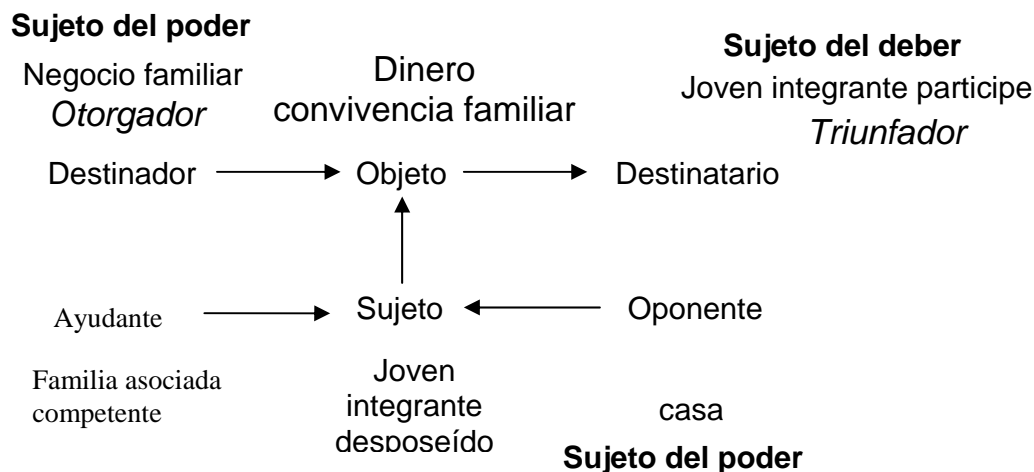 Sujeto del poder
Negocio familiar
Otorgador
Dinero
convivencia familiar
Sujeto del deber
Joven integrante participe
Triunfador
Destinador
Objeto
Destinatario
Ayudante
Sujeto
Oponente
Familia asociada
competente
Joven
integrante
desposeído
casa
Sujeto del poder